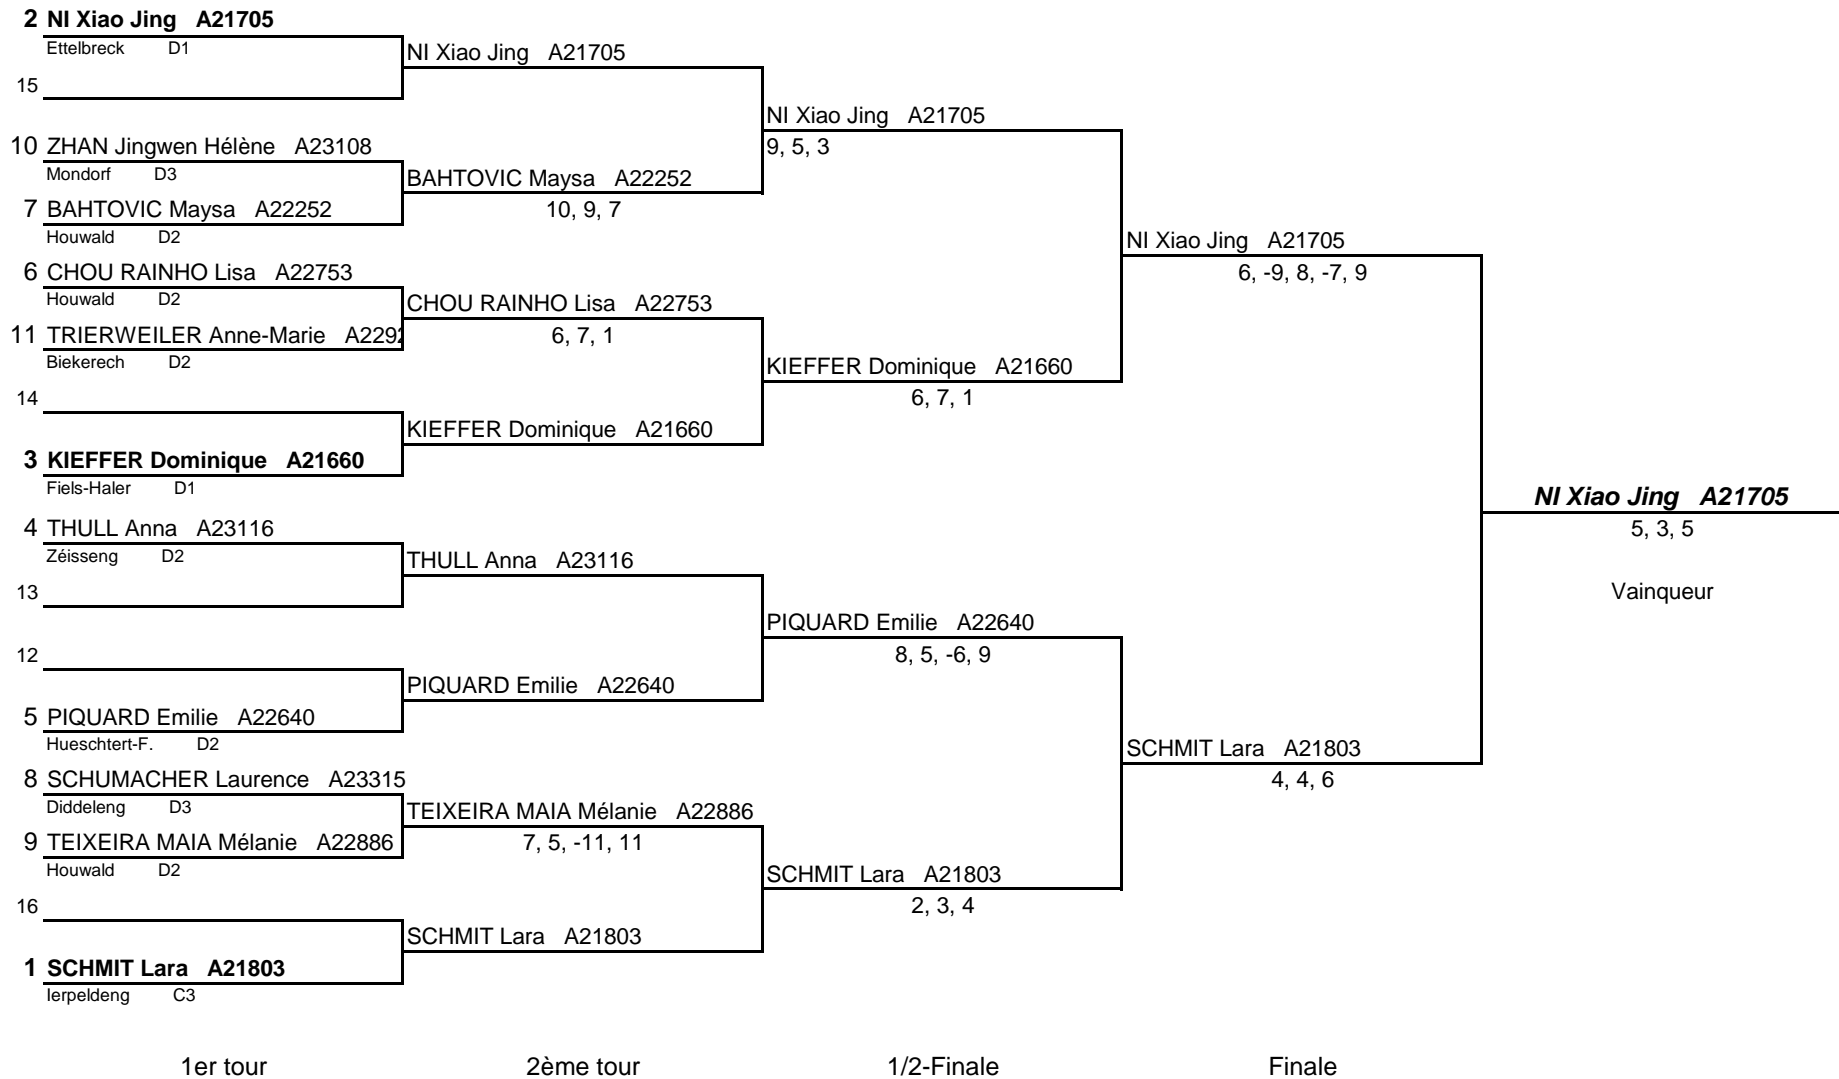 2 NI Xiao Jing A21705
Ettelbreck D1
15
10 ZHAN Jingwen Hélène A23108
Mondorf D3
7 BAHTOVIC Maysa A22252
Houwald D2
6 CHOU RAINHO Lisa A22753
Houwald D2
11 TRIERWEILER Anne-Marie A229
Biekerech D2
14
3 KIEFFER Dominique A21660
Fiels-Haler D1
4 THULL Anna A23116
Zéisseng D2
13
12
5 PIQUARD Emilie A22640
Hueschtert-F. D2
8 SCHUMACHER Laurence A23315
Diddeleng D3
9 TEIXEIRA MAIA Mélanie A22886
Houwald D2
16
1 SCHMIT Lara A21803
Ierpeldeng C3
1er tour
NI Xiao Jing A21705
BAHTOVIC Maysa A22252
10, 9, 7
CHOU RAINHO Lisa A22753
6, 7, 1
KIEFFER Dominique A21660
THULL Anna A23116
PIQUARD Emilie A22640
TEIXEIRA MAIA Mélanie A22886
7, 5, -11, 11
SCHMIT Lara A21803
2ème tour
NI Xiao Jing A21705
9, 5, 3
KIEFFER Dominique A21660
6, 7, 1
PIQUARD Emilie A22640
8, 5, -6, 9
SCHMIT Lara A21803
2, 3, 4
1/2-Finale
NI Xiao Jing A21705
6, -9, 8, -7, 9
SCHMIT Lara A21803
4, 4, 6
Finale
NI Xiao Jing A21705
5, 3, 5
Vainqueur